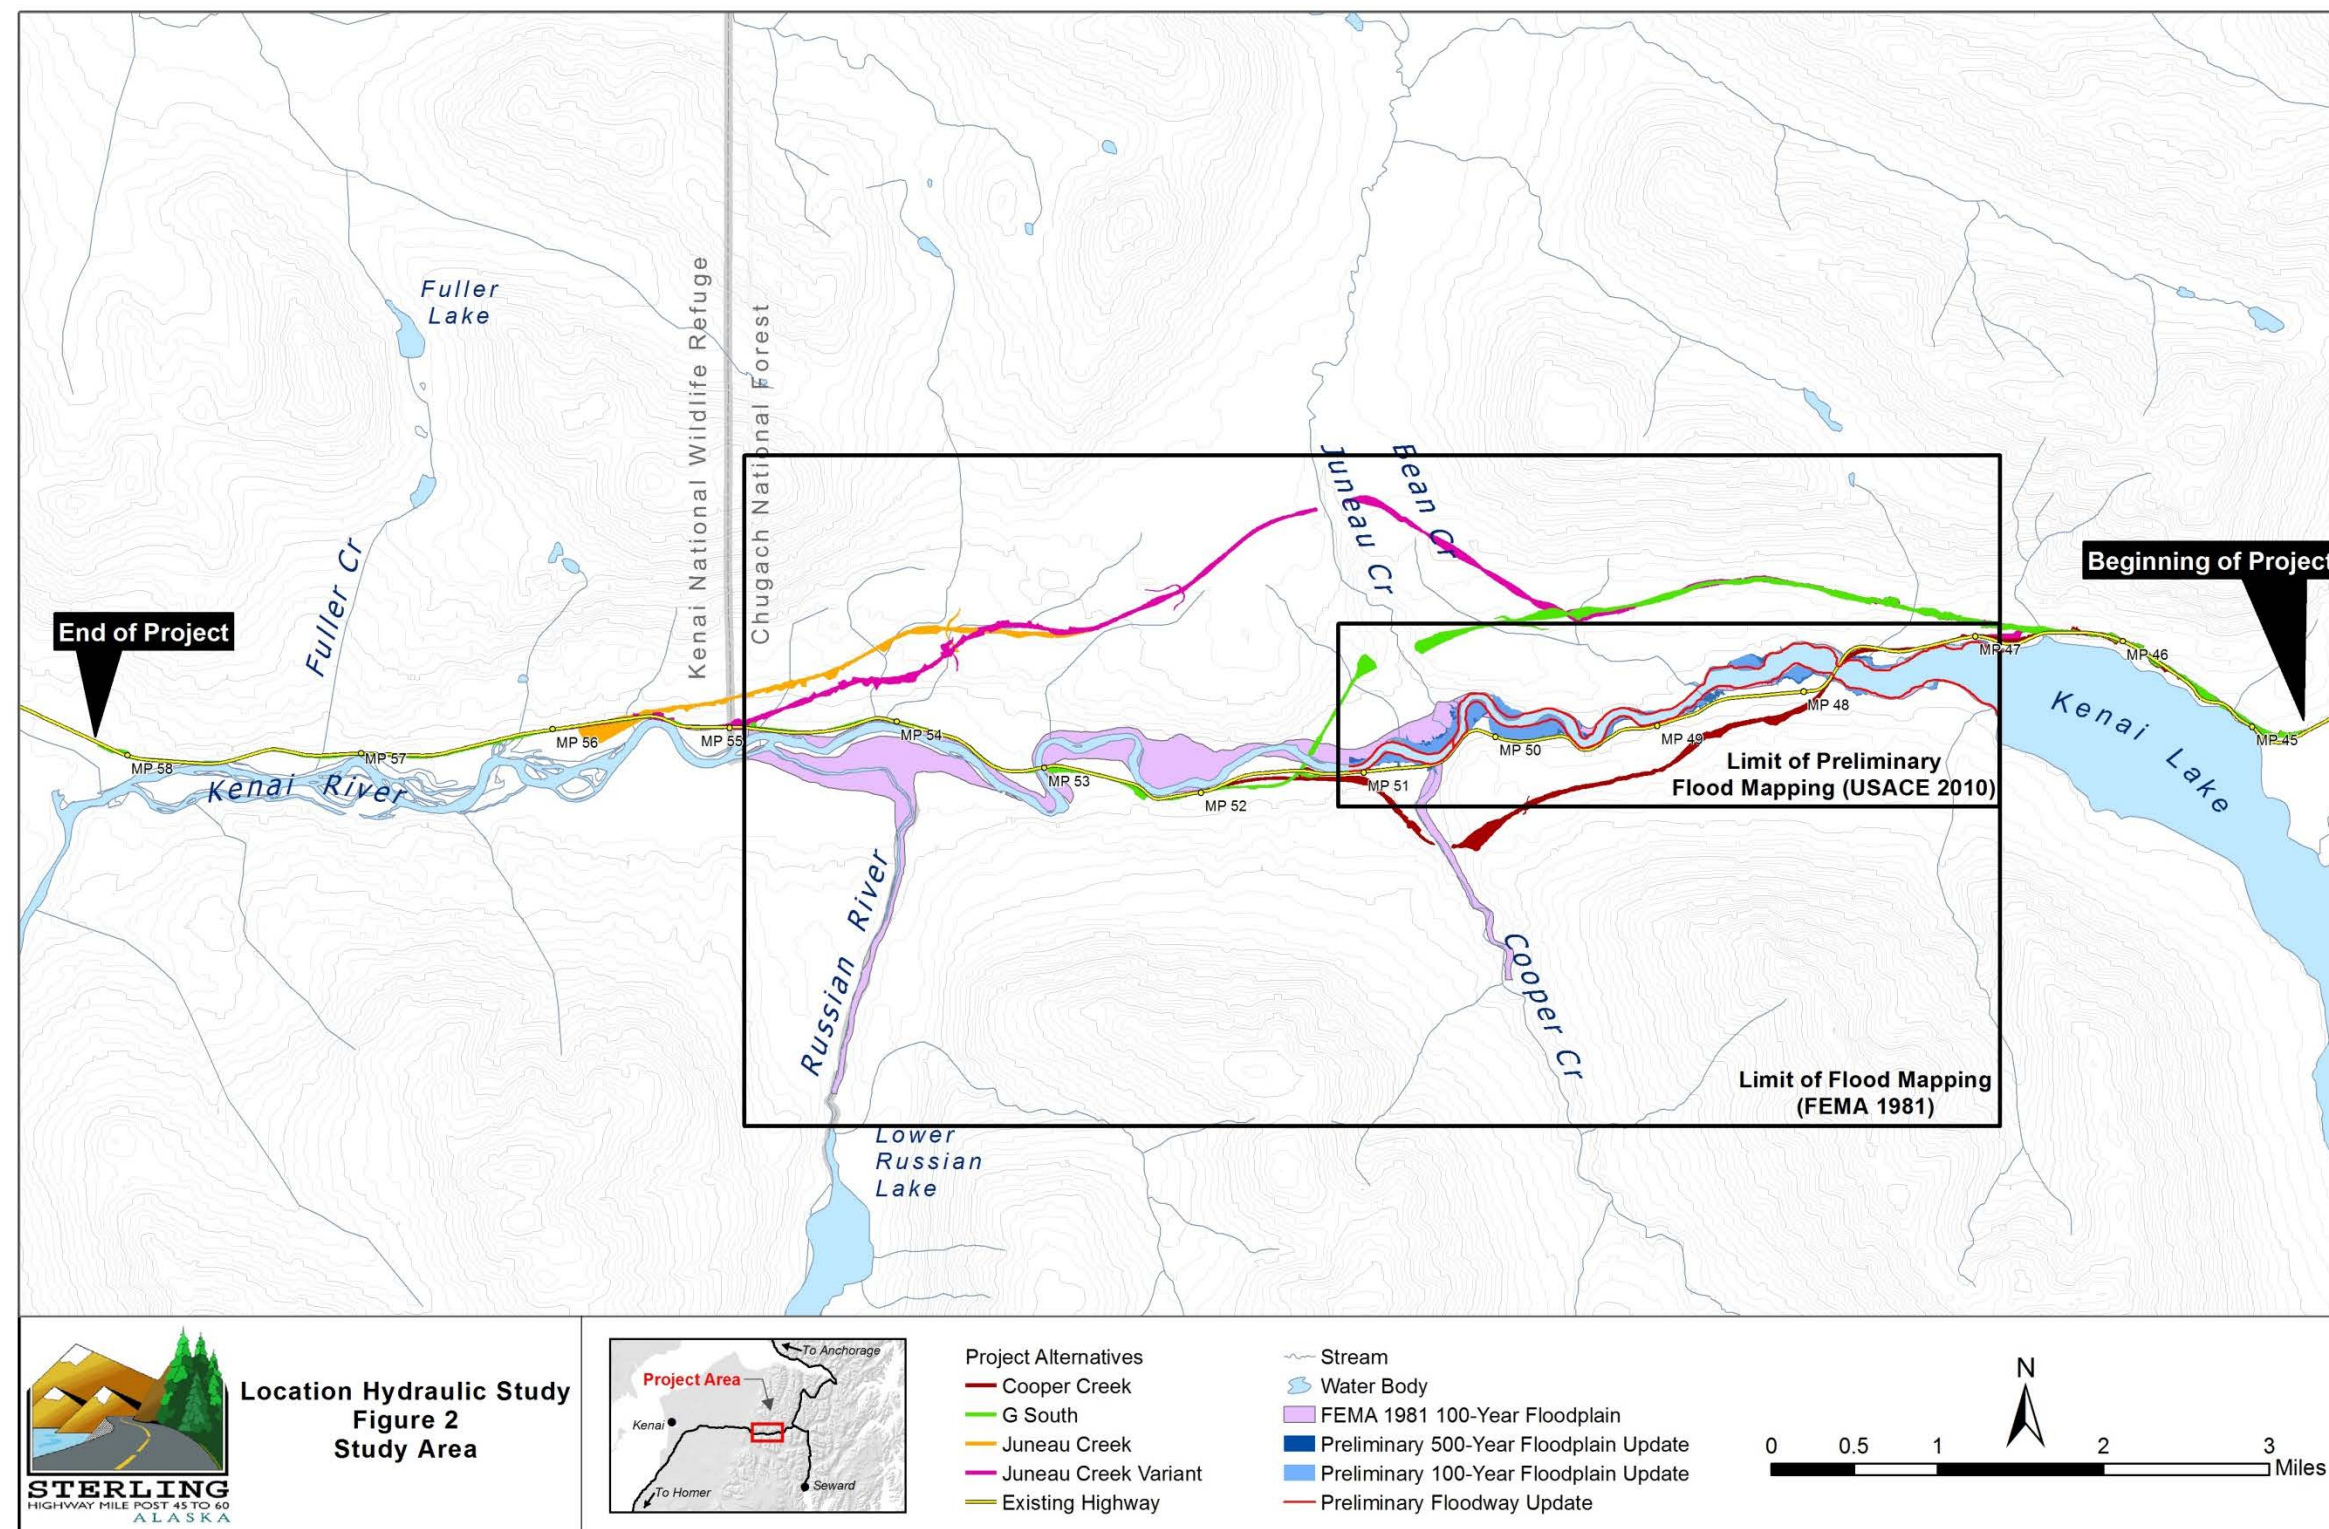 Fuller
Lake
Kenai National Wildlife Refuge
Chugach National Forest
Fuller Cr
Juneau Cr
Bean Cr
Beginning of Project
End of Project
MP 47
MP 46
MP 45
MP 48
MP 49
MP 50
MP 51
MP 52
MP 53
MP 54
MP 55
MP 56
MP 57
MP 58
Kenai River
Kenai Lake
Limit of Preliminary
Flood Mapping (USACE 2010)
Russian River
Cooper Cr
Limit of Flood Mapping
(FEMA 1981)
Lower
Russian
Lake
STERLING
HIGHWAY MILE POST 45 TO 60
ALASKA
Location Hydraulic Study
Figure 2
Study Area
To Anchorage
Project Area
Kenai
Seward
To Homer
Project Alternatives
Cooper Creek
G South
Juneau Creek
Juneau Creek Variant
Existing Highway
Stream
Water Body
FEMA 1981 100-Year Floodplain
Preliminary 500-Year Floodplain Update
Preliminary 100-Year Floodplain Update
Preliminary Floodway Update
N
0 0.5 1 2 3
Miles